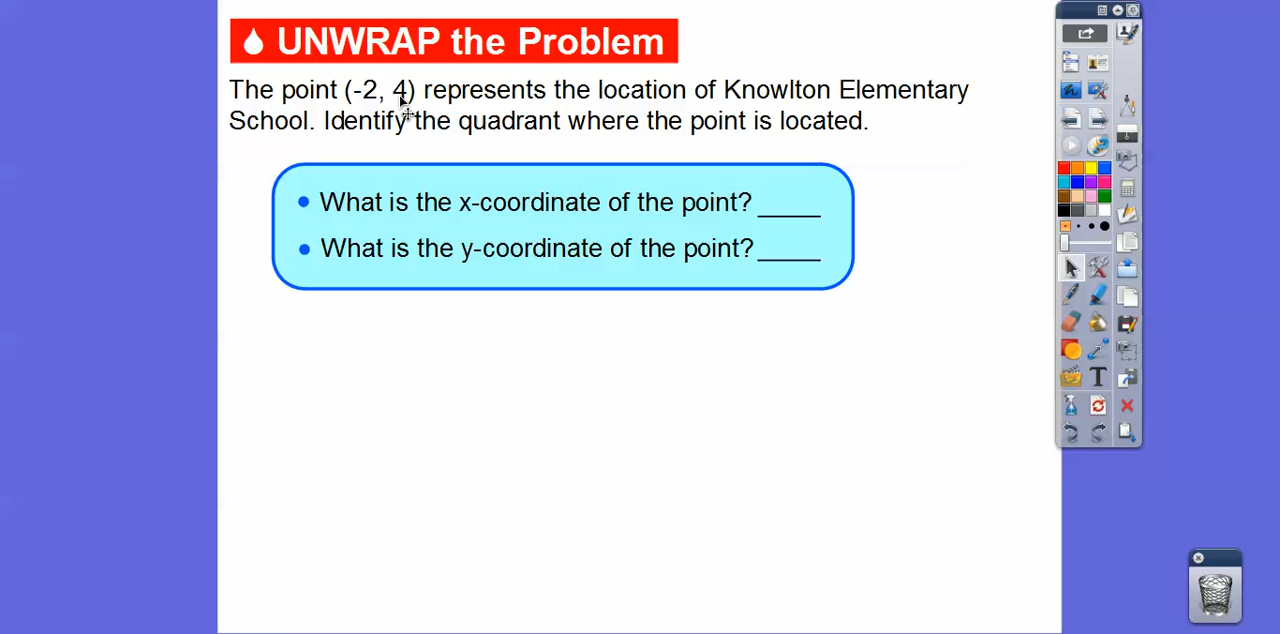 UNWRAP the Problem
The point (-2, 4) represents the location of Knowlton Elementary
School. Identify the quadrant where the point is located.
• What is the x-coordinate of the point? _____
• What is the y-coordinate of the point? _____
T